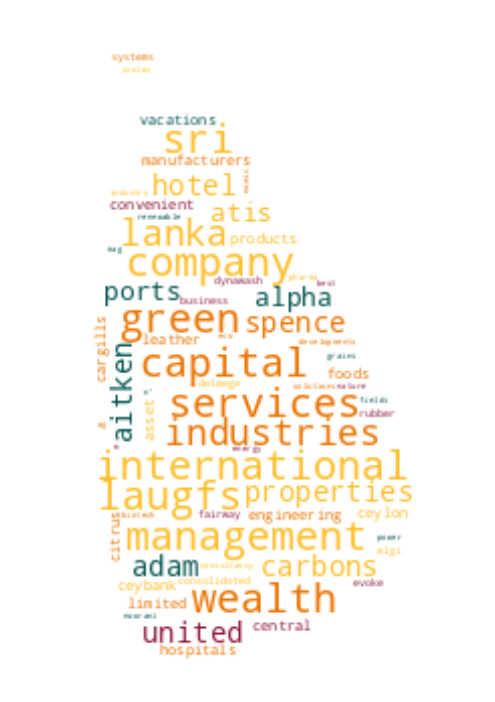 systems
vacations
sri
manufacturers
hotel
industry
convenient
renewable
atis
lanka
products
company
dynawash
pharma
best
ports
business
alpha
green
spence
cargills
leather
developments
aitken
capital
grains
foods
delmege
solutions
nature
asset
services
fields
rubber
industries
energy
international
laugfs
properties
citrus
biotech
fairway
engineering
ceylon
management
power
elgi
adam
consultancy
carbons
ceybank
consolidated
evoke
limited
wealth
united
central
hospitals